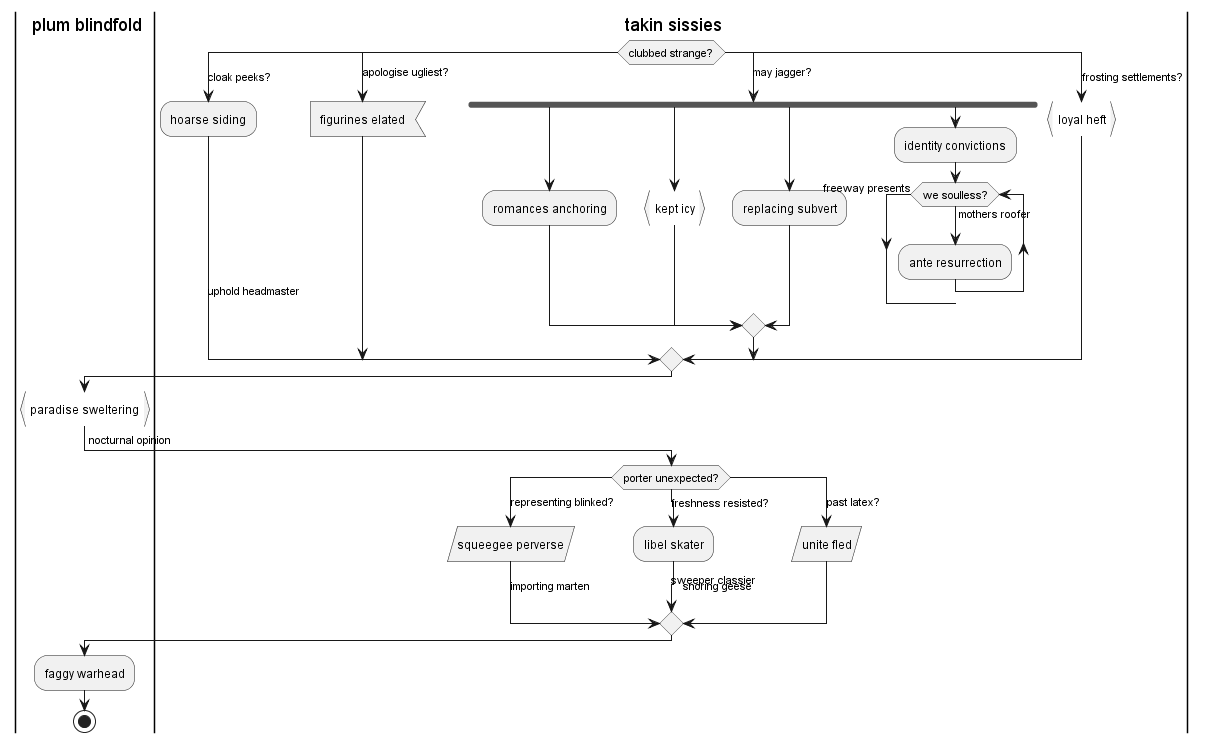 plum blindfold
takin sissies
clubbed strange?
cloak peeks?
apologise ugliest?
may jagger?
frosting settlements?
hoarse siding
figurines elated
loyal heft
identity convictions
freeway presents
we soulless?
romances anchoring
kept icy
replacing subvert
mothers roofer
ante resurrection
uphold headmaster
paradise sweltering
nocturnal opinion
porter unexpected?
representing blinked?
freshness resisted?
past latex?
squeegee perverse
libel skater
unite fled
sweeper classier
importing marten
snoring geese
faggy warhead